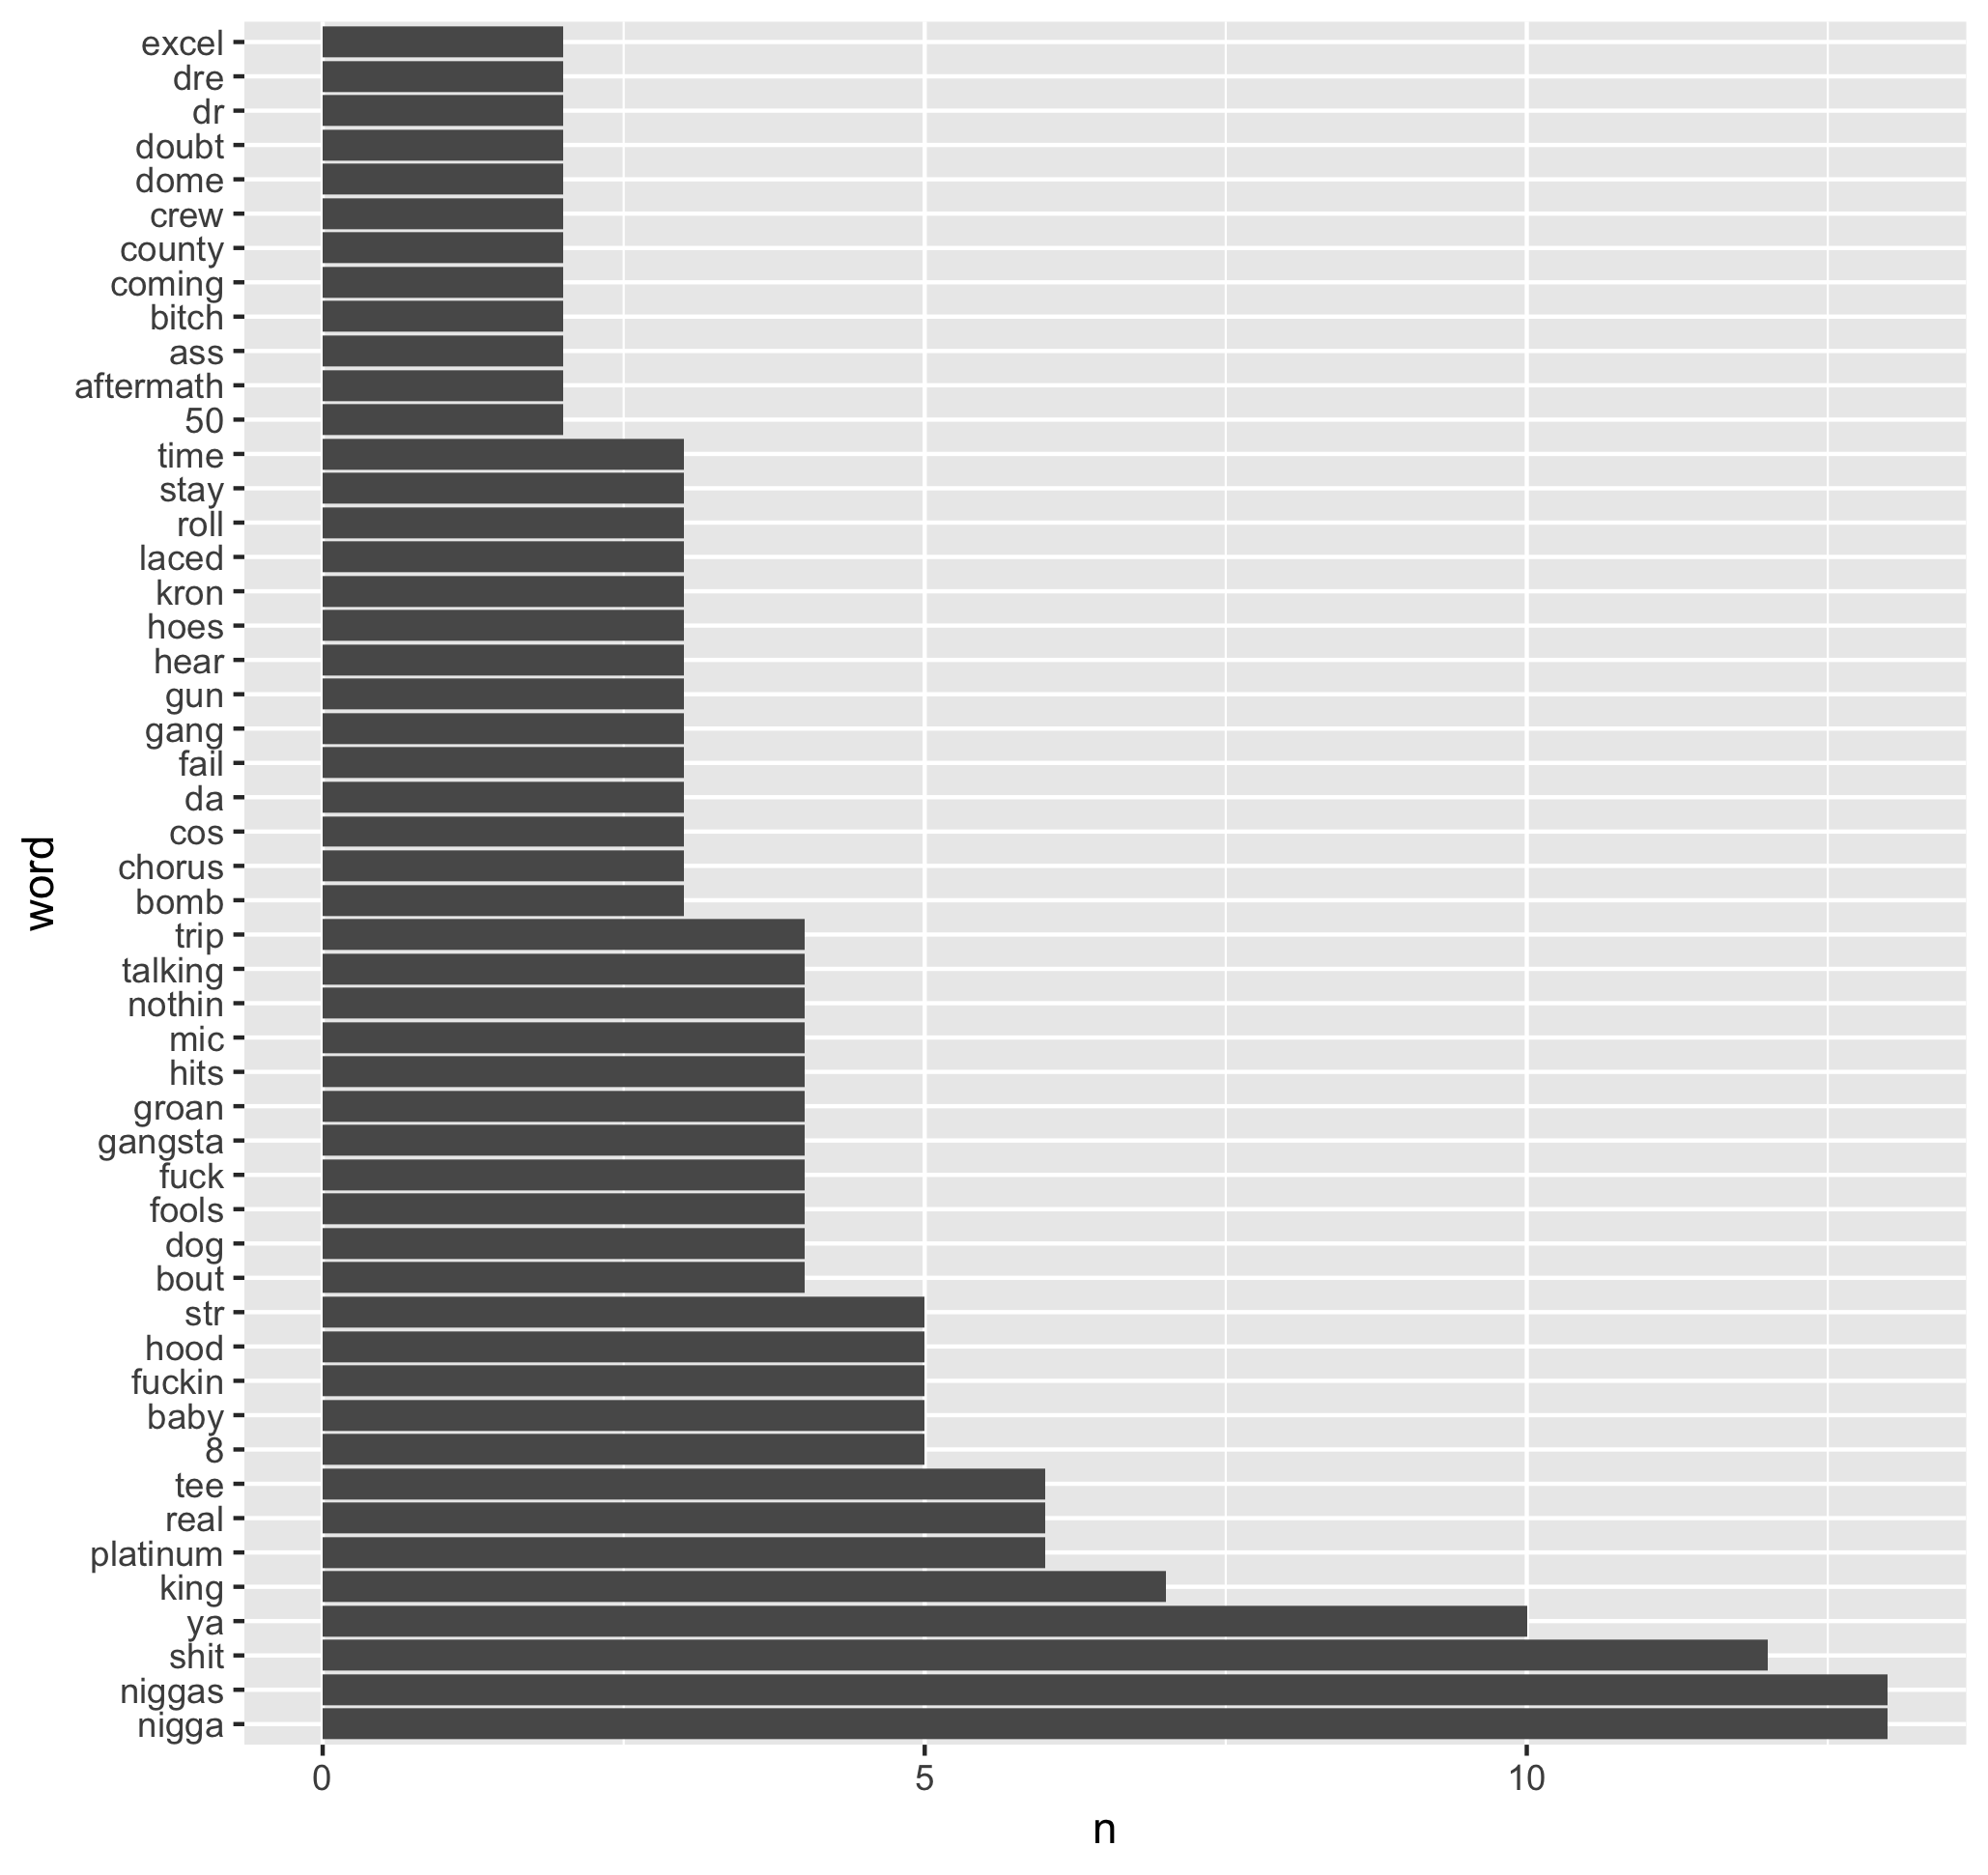 excel
dre
dr
doubt
dome
crew
county
coming
bitch
ass
aftermath
50
time
stay
roll
laced
kron
hoes
hear
gun
gang
fail
da
cos
chorus
bomb
trip
talking
nothin
mic
hits
groan
gangsta
fuck
fools
dog
bout
str
hood
fuckin
baby
8
tee
real
platinum
king
ya
shit
niggas
nigga
word
0 5 10
n